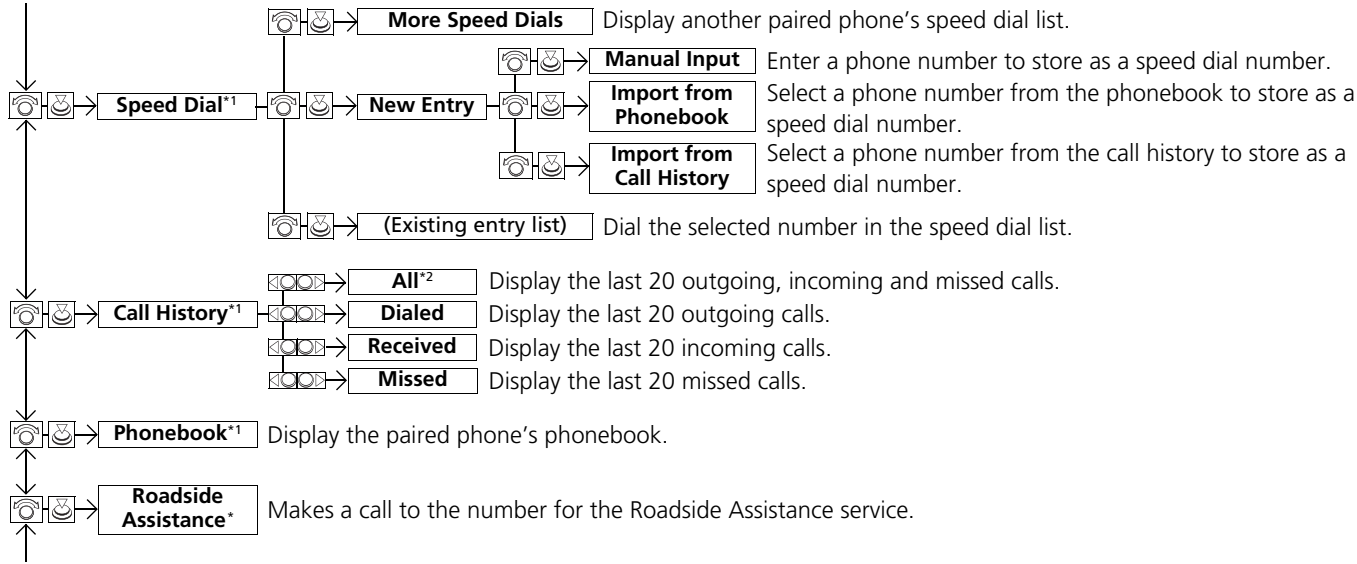 More Speed Dials Display another paired phone's speed dial list.
Manual Input Enter a phone number to store as a speed dial number.
Speed Dial*1 New Entry Import from Phonebook Select a phone number from the phonebook to store as a
speed dial number.
Import from Call History Select a phone number from the call history to store as a
speed dial number.
(Existing entry list) Dial the selected number in the speed dial list.
All*2 Display the last 20 outgoing, incoming and missed calls.
Call History*1 Dialed Display the last 20 outgoing calls.
Received Display the last 20 incoming calls.
Missed Display the last 20 missed calls.
Phonebook*1 Display the paired phone's phonebook.
Roadside Assistance* Makes a call to the number for the Roadside Assistance service.